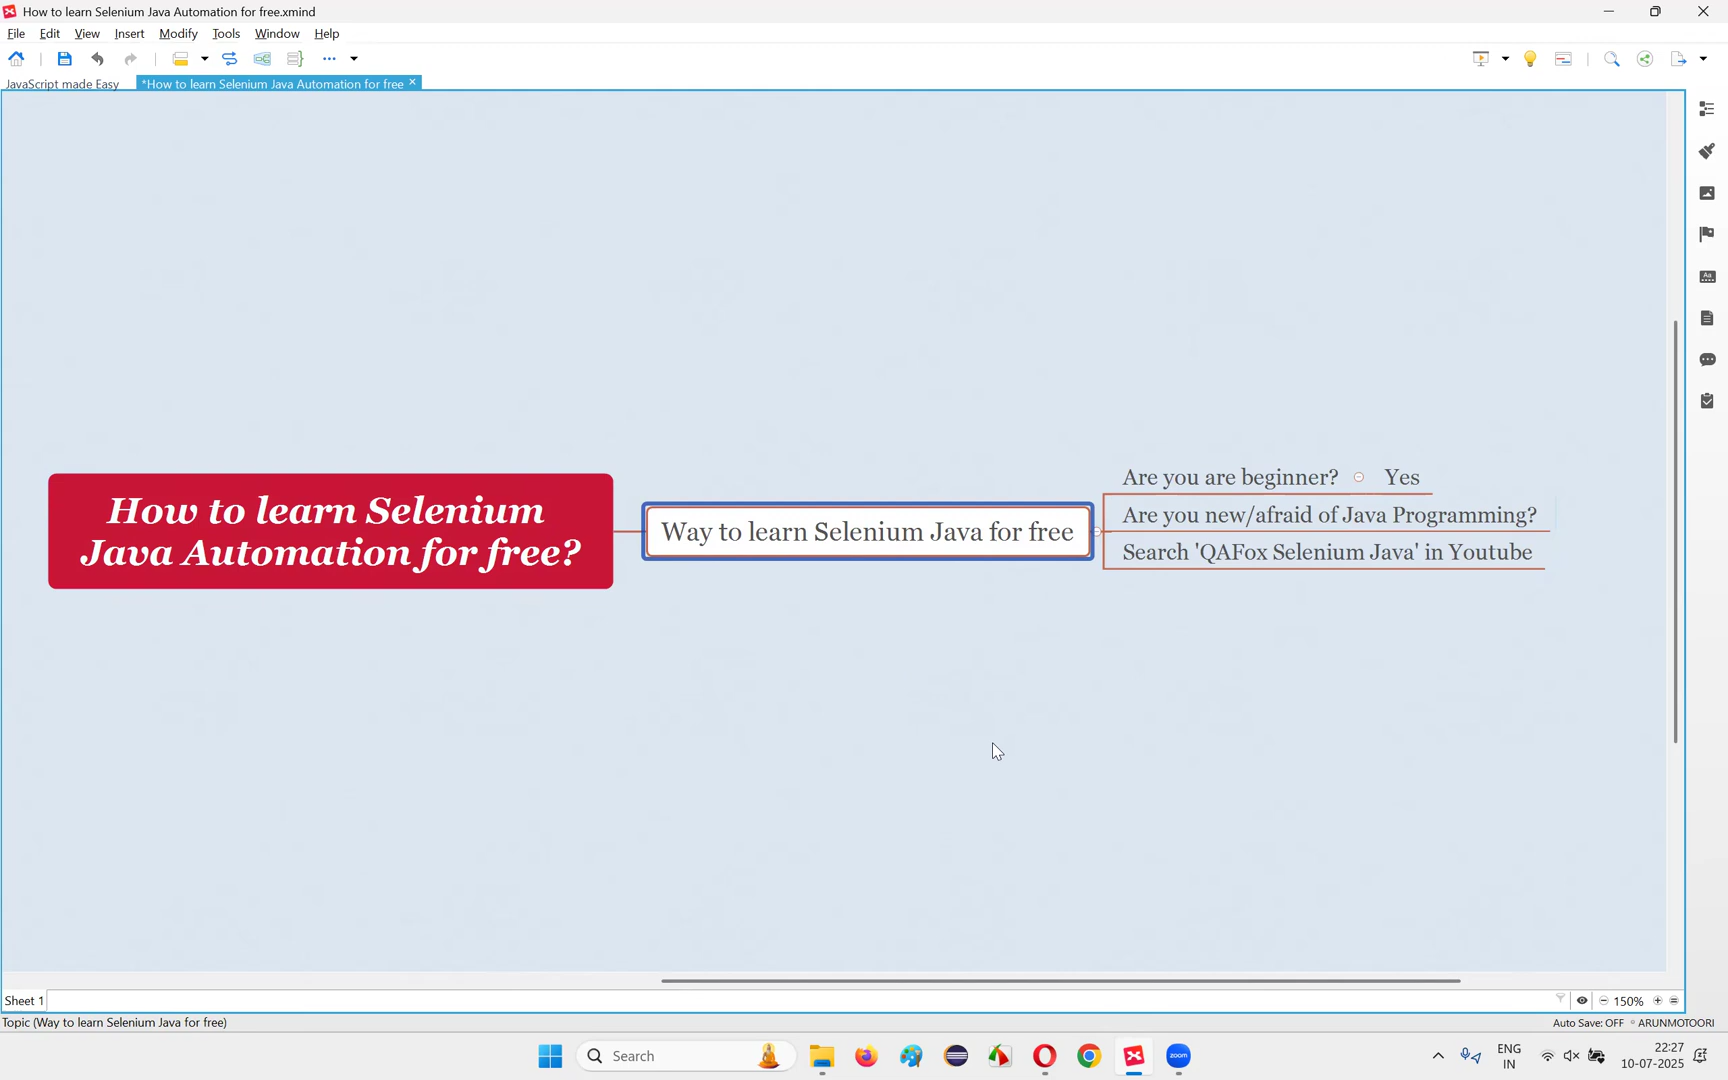 How to learn Selenium Java Automation for free.xmind
File Edit View Insert Modify Tools Window Help
JavaScript made Easy
*How to learn Selenium Java Automation for free
How to learn Selenium
Java Automation for free?
Way to learn Selenium Java for free
Are you are beginner? Yes
Are you new/afraid of Java Programming?
Search 'QAFox Selenium Java' in Youtube
Sheet 1
150%
Topic (Way to learn Selenium Java for free)
Auto Save: OFF
ARUNMOTOORI
Search
zoom
ENG
IN
22:27
10-07-2025